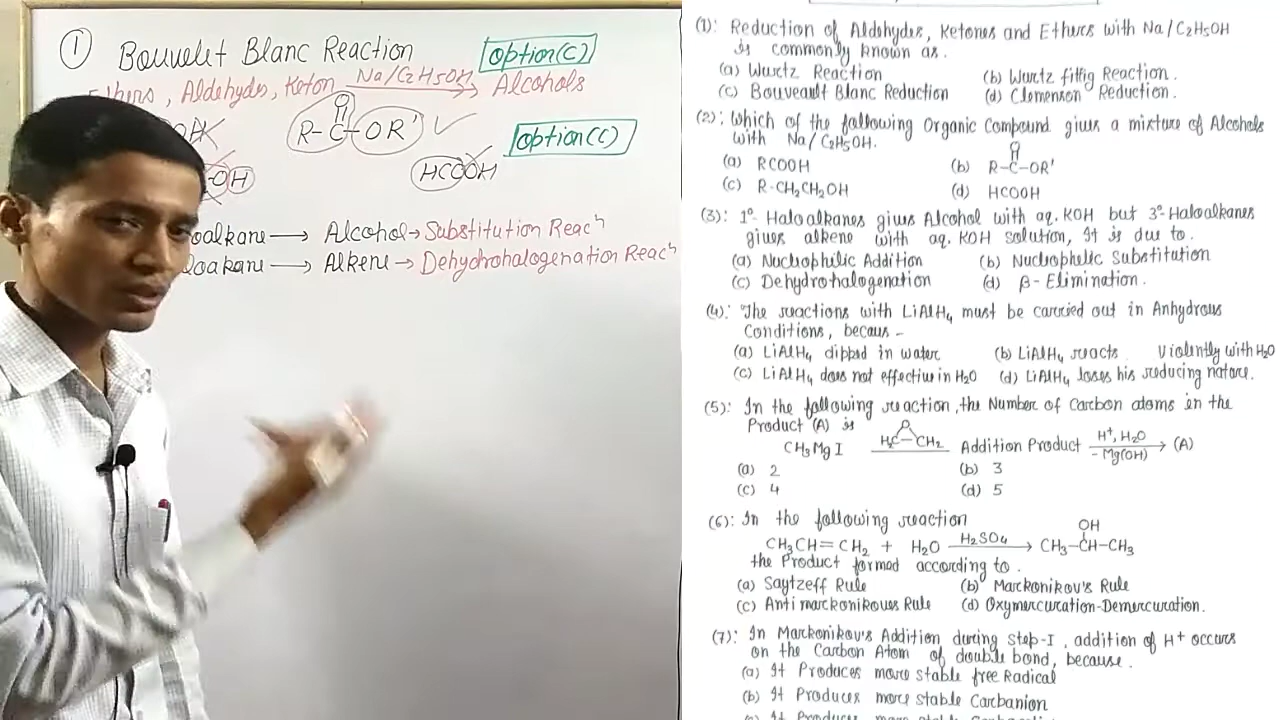 ① Bouvelet Blanc Reaction Option(C)
Ethers, Aldehydes, Keton Na/C2H5OH Alcohols
R-C-OR' Option(C)
O
OH HCOOH
Alcohol → Substitution Reacⁿ
Alkene → Dehydrohalogenation Reacⁿ
(1): Reduction of Aldehydes, Ketones and Ethers with Na/C2H5OH
is commonly known as.
(a) Wurtz Reaction (b) Wurtz fittig Reaction.
(c) Bouveault Blanc Reduction (d) Clemenson Reduction.
(2): Which of the following Organic Compound gives a mixture of Alcohols
with Na/C2H5OH.
(a) RCOOH (b) R-C-OR'
O
(c) R-CH2CH2OH (d) HCOOH
(3): 1°- Haloalkanes gives Alcohol with aq. KOH but 3°-Haloalkanes
gives alkene with aq. KOH solution, It is due to.
(a) Nucleophilic Addition (b) Nucleophelic Substitution
(c) Dehydrohalogenation (d) β- Elimination.
(4): The reactions with LiAlH4 must be carried out in Anhydrous
Conditions, becaus -
(a) LiAlH4 dipped in water (b) LiAlH4 reacts Violently with H2O
(c) LiAlH4 does not effective in H2O (d) LiAlH4 loses his reducing nature.
(5): In the following reaction, the Number of Carbon atoms in the
Product (A) is
CH3MgI H2C-CH2 Addition Product H+, H2O → (A)
O
- Mg(OH)
(a) 2 (b) 3
(c) 4 (d) 5
(6): In the following reaction
CH3CH=CH2 + H2O H2SO4 → CH3-CH-CH3
OH
the Product formed according to.
(a) Saytzeff Rule (b) Markonikov's Rule
(c) Anti markonikoves Rule (d) Oxymercuration-Demercuration.
(7): In Markonikov's Addition during Step-I, addition of H+ occurs
on the Carbon Atom of double bond, because.
(a) It Produces more stable free Radical
(b) It Produces more stable Carbanion